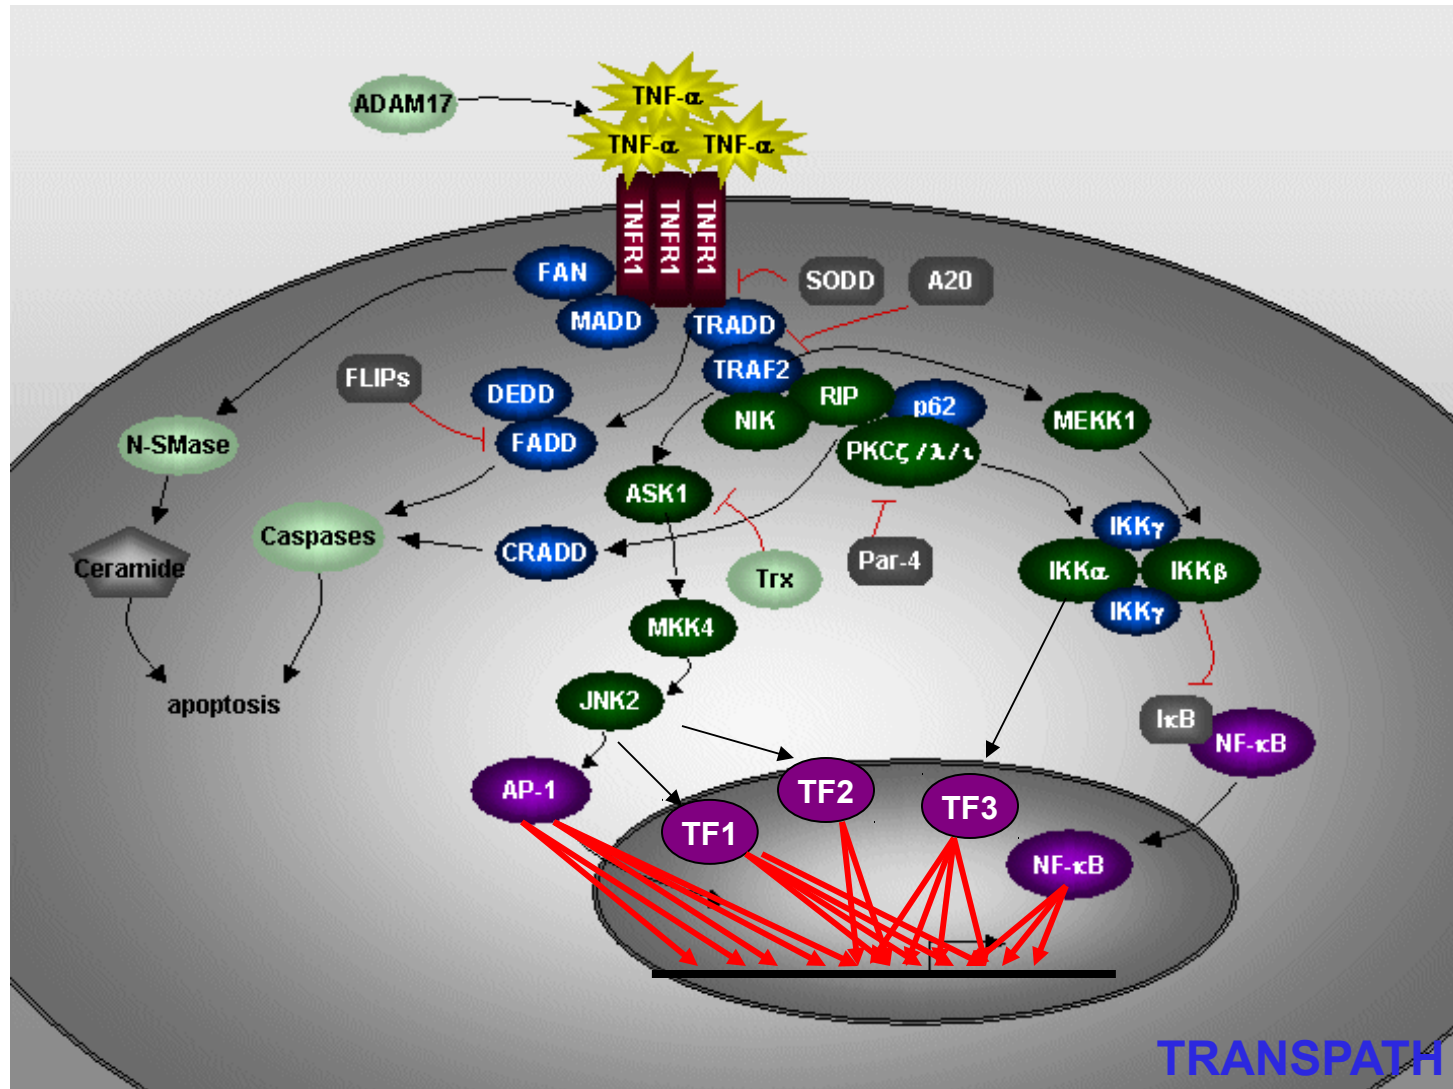 TNF-α
ADAM17
TNF-α
TNF-α
TNFR1
TNFR1
TNFR1
FAN
SODD
A20
MADD
TRADD
FLIPs
DEDD
TRAF2
RIP
p62
NIK
MEKK1
N-SMase
FADD
PKCζ/λ/ι
ASK1
IKKγ
Caspases
CRADD
Par-4
Ceramide
Trx
IKKα
IKKβ
IKKγ
MKK4
JNK2
apoptosis
IκB
NF-κB
AP-1
TF2
TF3
TF1
NF-κB
TRANSPATH